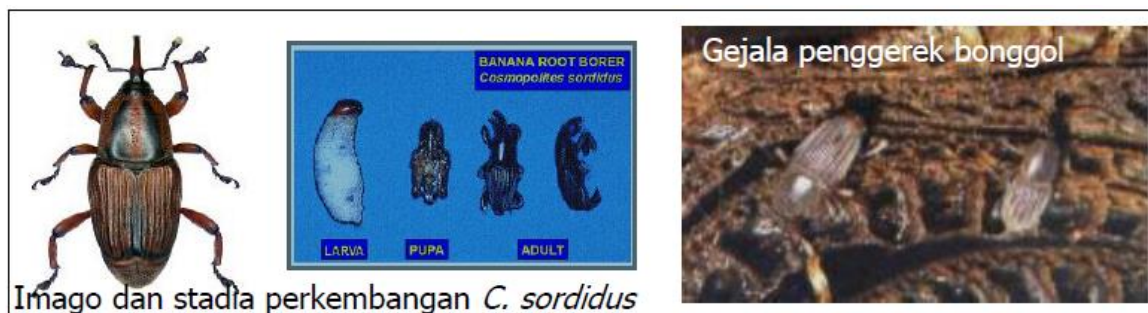 BANANA ROOT BORER
Cosmopolites sordidus
LARVA
PUPA
ADULT
Imago dan stadia perkembangan C. sordidus
Gejala penggerek bonggol